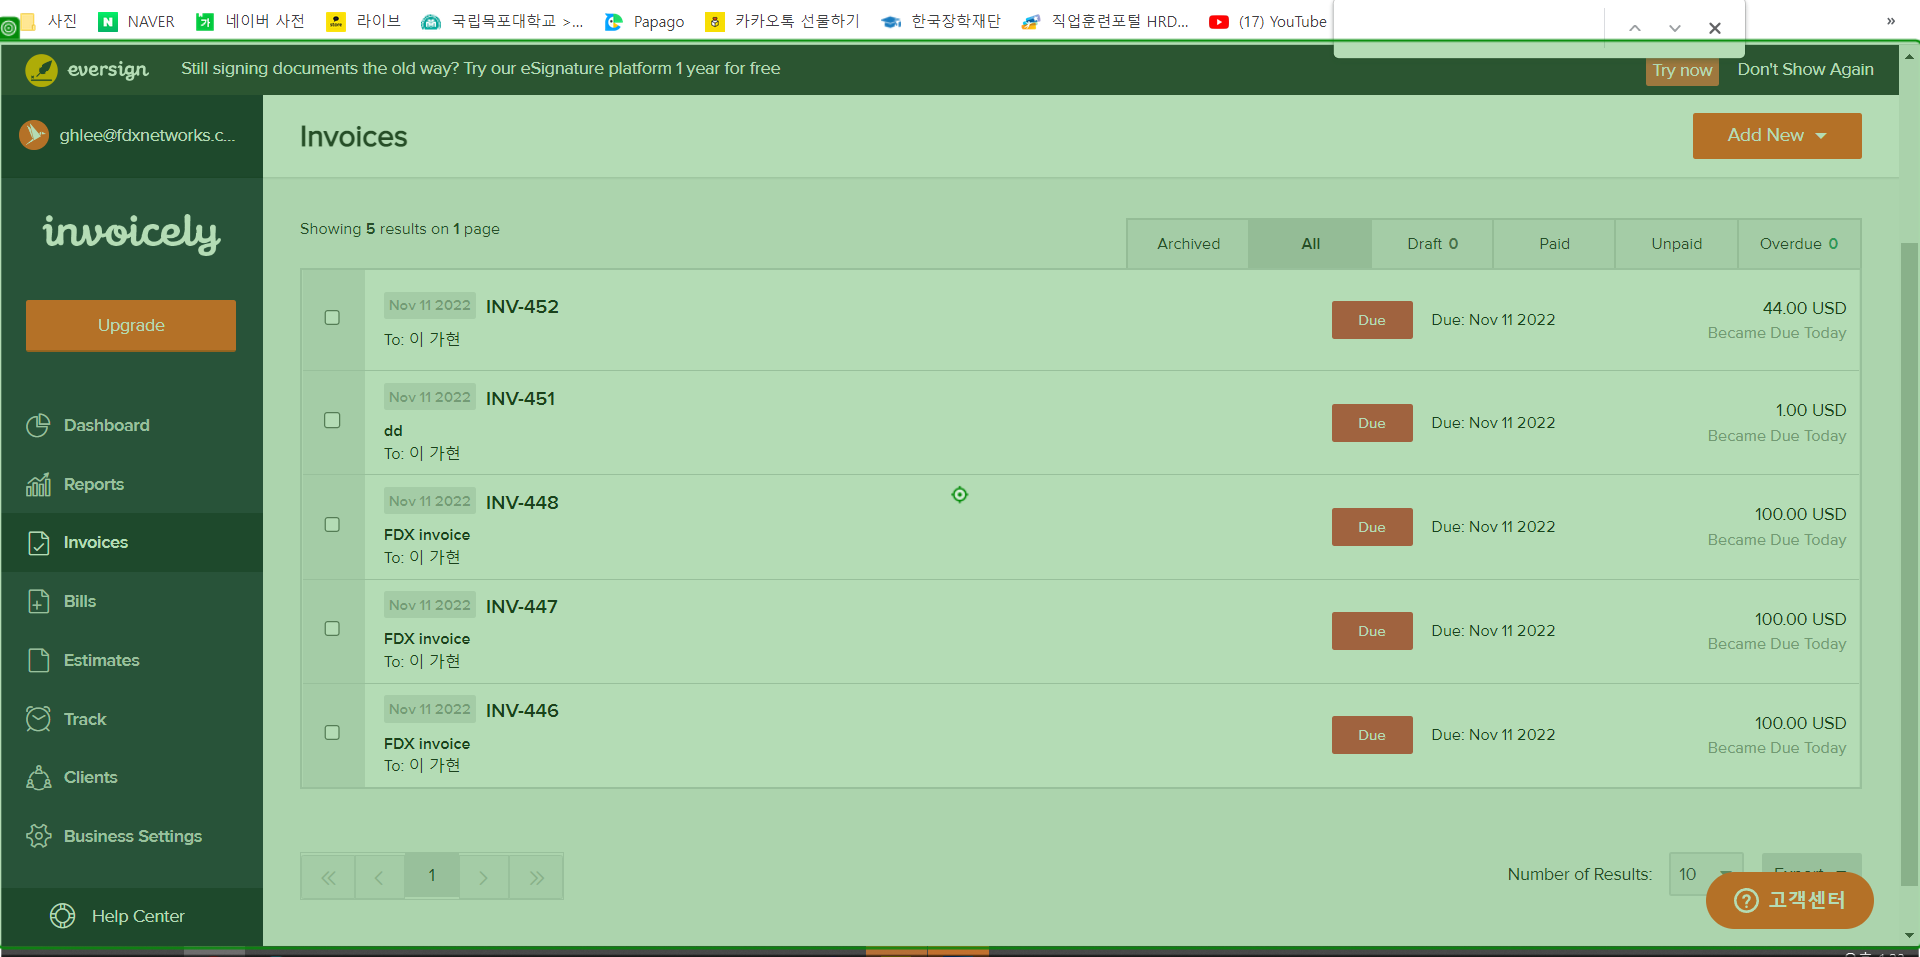 사진
NAVER
네이버 사전
라이브
국립목포대학교 >...
Papago
카카오톡 선물하기
한국장학재단
직업훈련포털 HRD...
(17) YouTube
»
eversign
Still signing documents the old way? Try our eSignature platform 1 year for free
Try now
Don't Show Again
ghlee@fdxnetworks.c...
Invoices
Add New
invoicely
Upgrade
Dashboard
Reports
Invoices
Bills
Estimates
Track
Clients
Business Settings
Help Center
Showing 5 results on 1 page
Archived
All
Draft 0
Paid
Unpaid
Overdue 0
Nov 11 2022 INV-452
To: 이 가현
Due
Due: Nov 11 2022
44.00 USD
Became Due Today
Nov 11 2022 INV-451
dd
To: 이 가현
Due
Due: Nov 11 2022
1.00 USD
Became Due Today
Nov 11 2022 INV-448
FDX invoice
To: 이 가현
Due
Due: Nov 11 2022
100.00 USD
Became Due Today
Nov 11 2022 INV-447
FDX invoice
To: 이 가현
Due
Due: Nov 11 2022
100.00 USD
Became Due Today
Nov 11 2022 INV-446
FDX invoice
To: 이 가현
Due
Due: Nov 11 2022
100.00 USD
Became Due Today
« ‹ 1 › »
Number of Results: 10
Export
고객센터